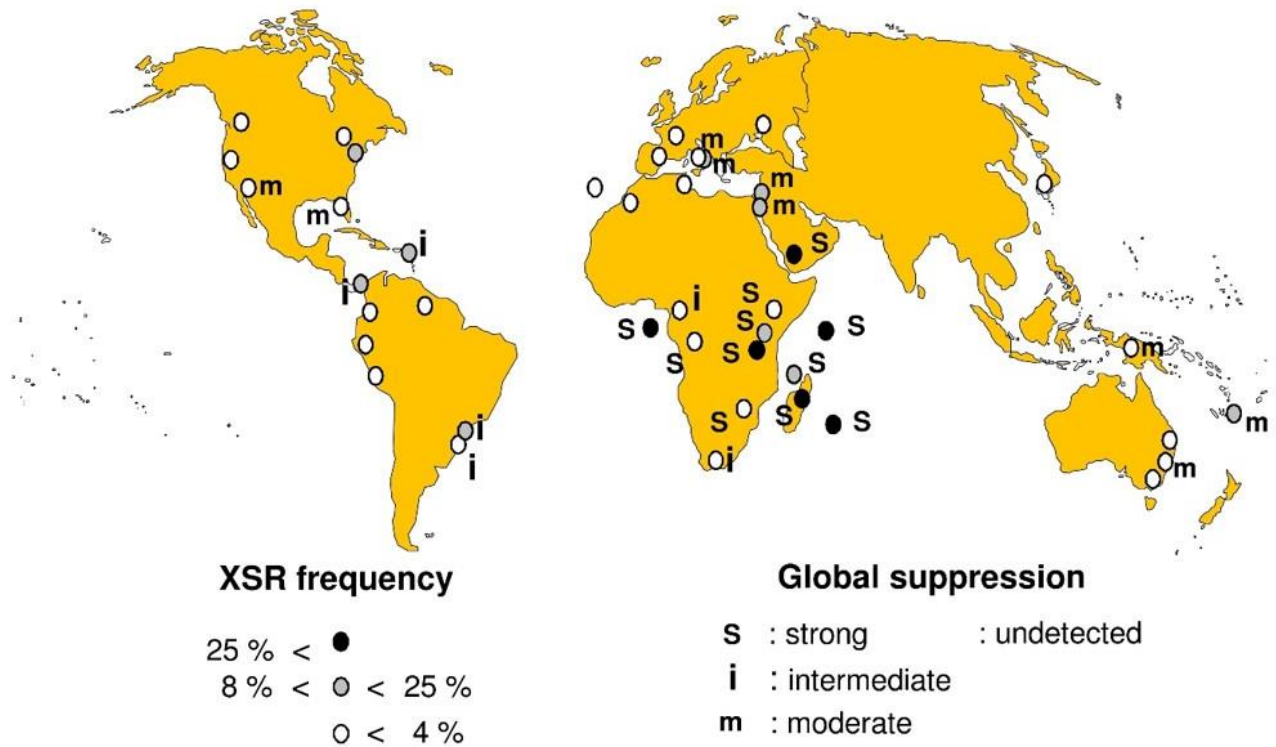 m
m
m
m
m
m
i
S
i
i
S
S
S
S
S
S
m
S
S
S
S
m
i
m
i
i
XSR frequency
25 % <
8 % < < 25 %
< 4 %
Global suppression
S : strong : undetected
i : intermediate
m : moderate